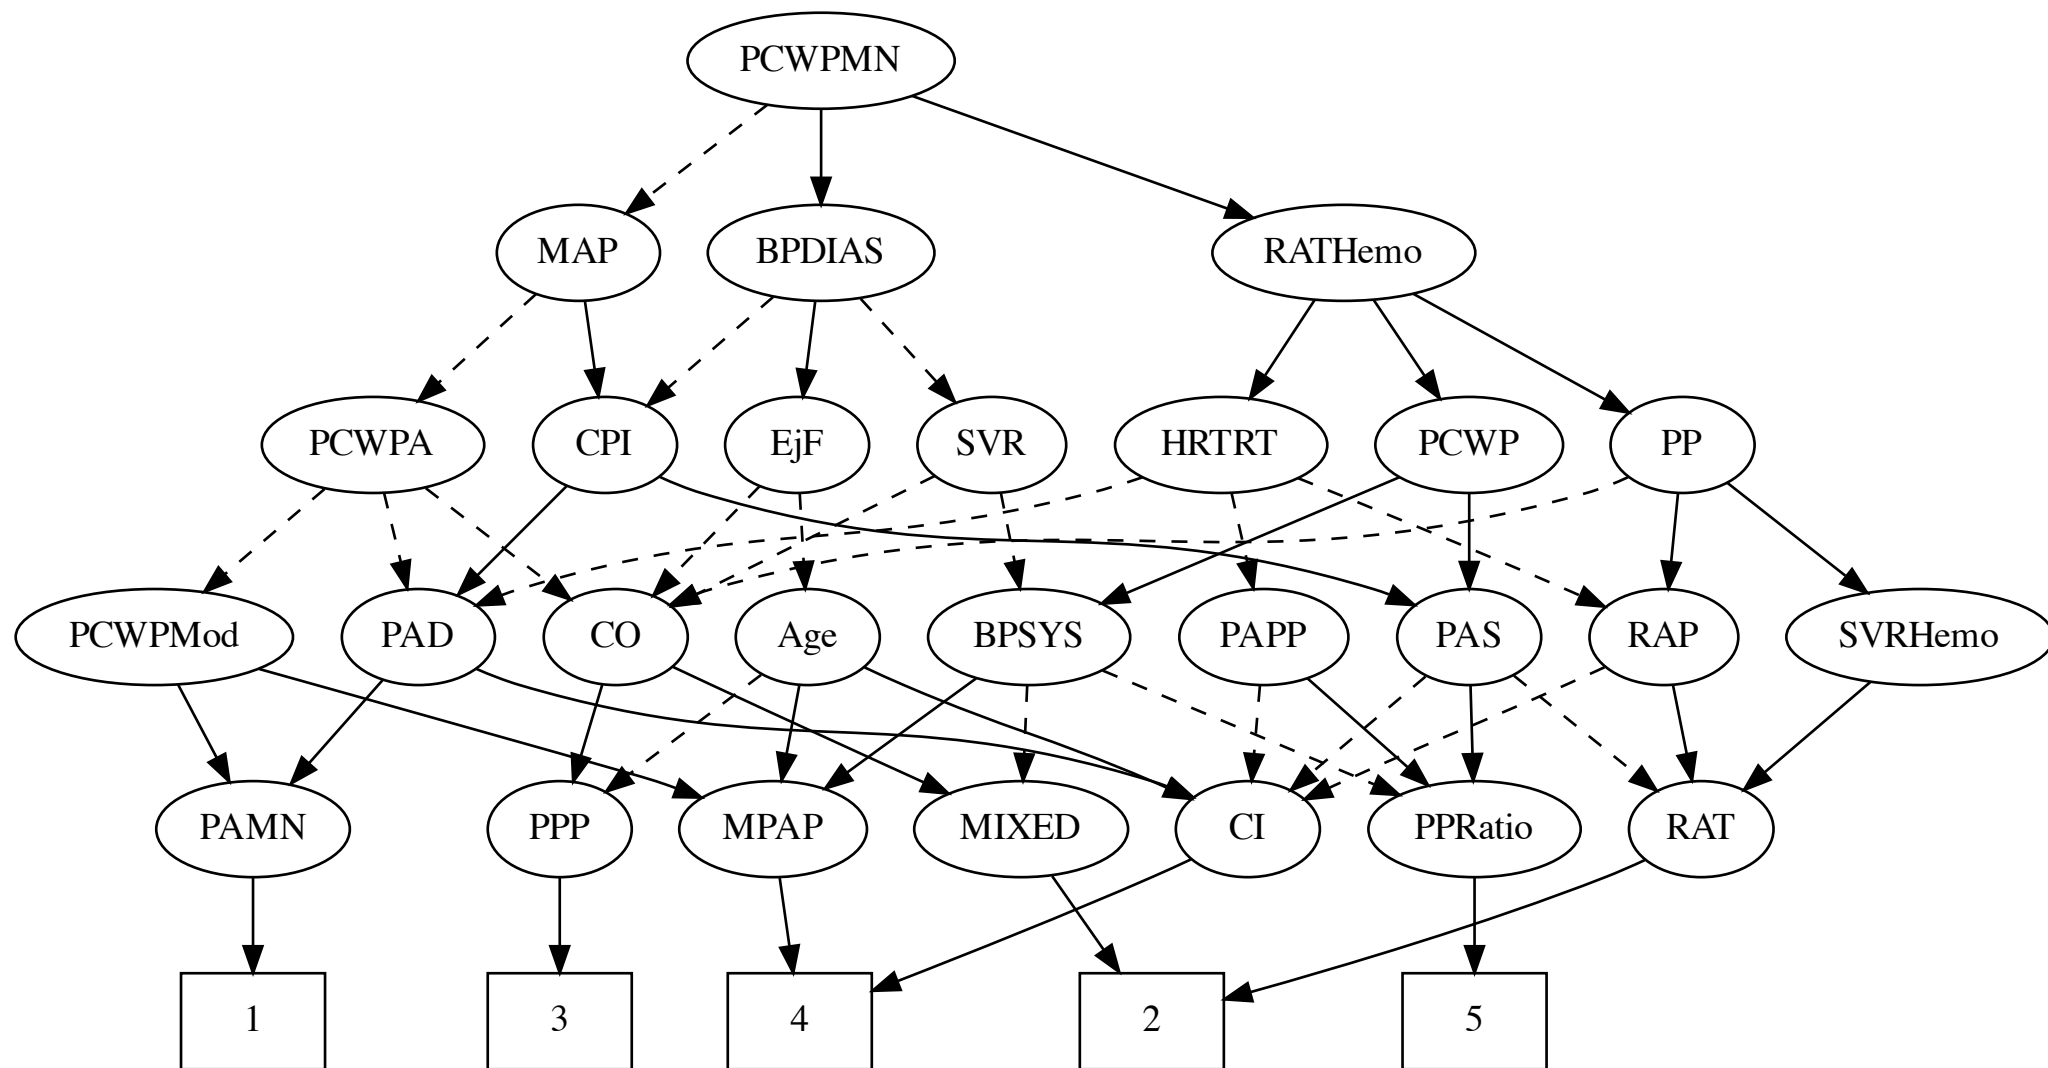 PCWPMN
MAP
BPDIAS
RATHemo
PCWPA
CPI
EjF
SVR
HRTRT
PCWP
PP
PCWPMod
PAD
CO
Age
BPSYS
PAPP
PAS
RAP
SVRHemo
PAMN
PPP
MPAP
MIXED
CI
PPRatio
RAT
1
3
4
2
5